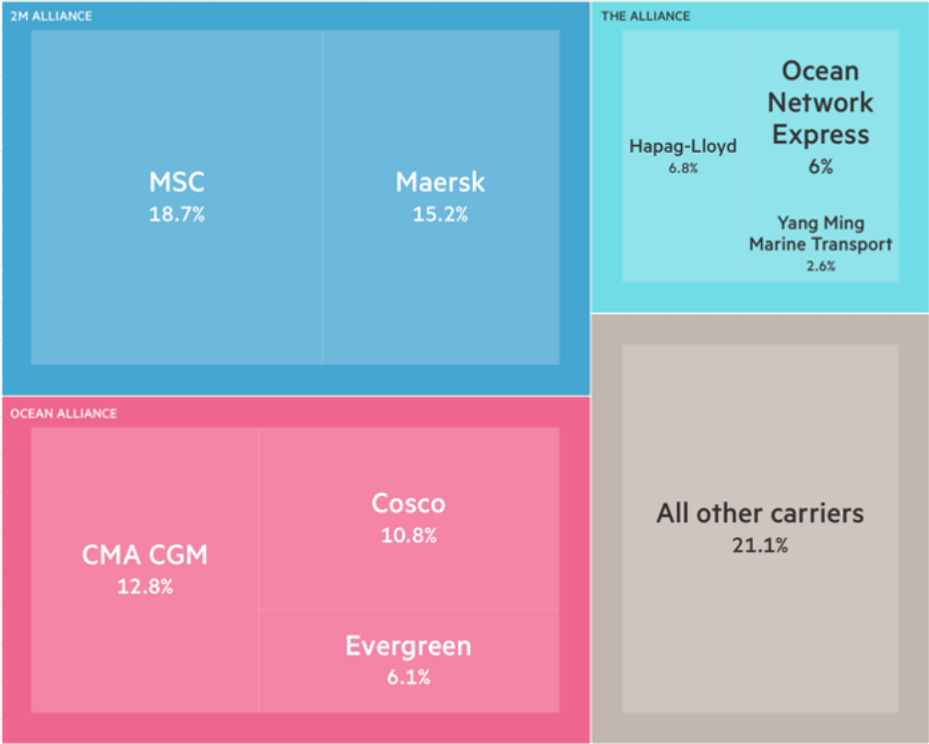 2M ALLIANCE
MSC
18.7%
Maersk
15.2%
THE ALLIANCE
Hapag-Lloyd
6.8%
Ocean
Network
Express
6%
Yang Ming
Marine Transport
2.6%
OCEAN ALLIANCE
CMA CGM
12.8%
Cosco
10.8%
Evergreen
6.1%
All other carriers
21.1%